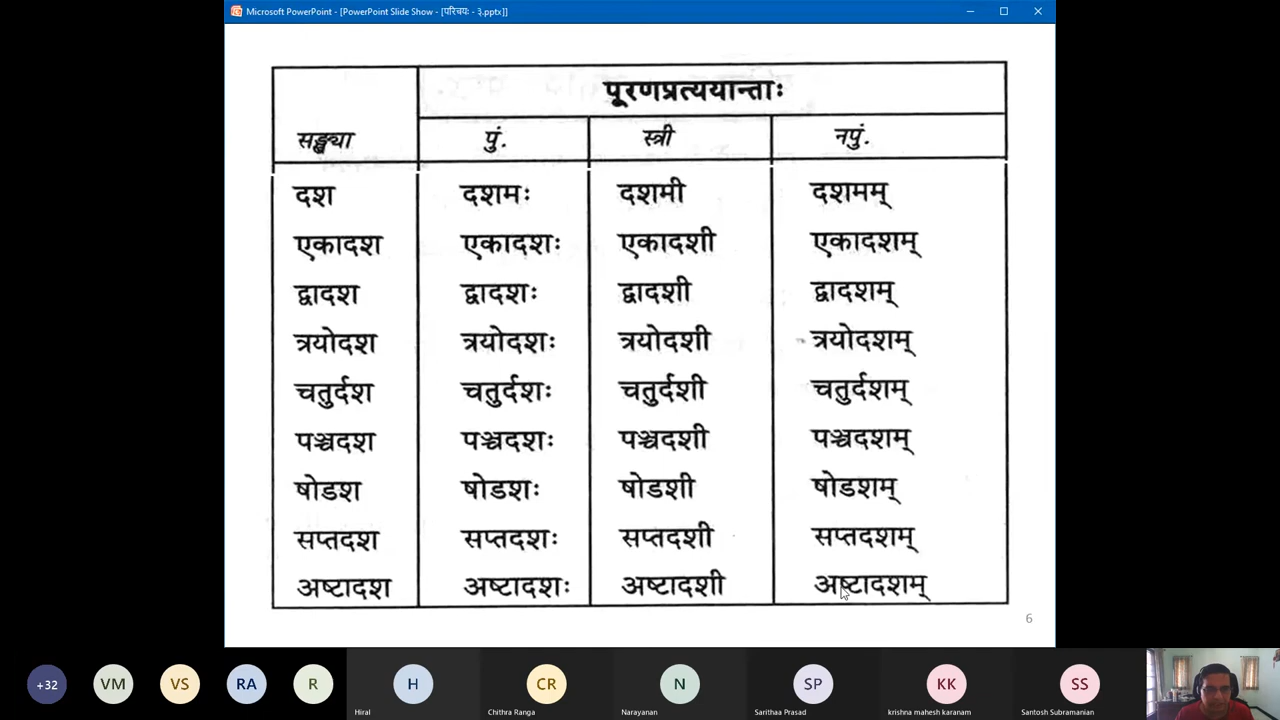 Microsoft PowerPoint - [PowerPoint Slide Show - [परिचयः - ३.pptx]]
पूरणप्रत्ययान्ताः
सङ्ख्या पुं. स्त्री नपुं.
दश दशमः दशमी दशमम्
एकादश एकादशः एकादशी एकादशम्
द्वादश द्वादशः द्वादशी द्वादशम्
त्रयोदश त्रयोदशः त्रयोदशी त्रयोदशम्
चतुर्दश चतुर्दशः चतुर्दशी चतुर्दशम्
पञ्चदश पञ्चदशः पञ्चदशी पञ्चदशम्
षोडश षोडशः षोडशी षोडशम्
सप्तदश सप्तदशः सप्तदशी सप्तदशम्
अष्टादश अष्टादशः अष्टादशी अष्टादशम्
6
+32 VM VS RA R H CR N SP KK SS
Hiral Chithra Ranga Narayanan Sarithaa Prasad krishna mahesh karanam Santosh Subramanian